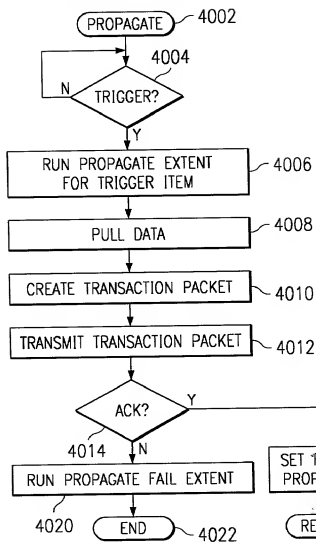 PROPAGATE
4002
4004
N
TRIGGER?
Y
RUN PROPAGATE EXTENT
FOR TRIGGER ITEM
4006
PULL DATA
4008
CREATE TRANSACTION PACKET
4010
TRANSMIT TRANSACTION PACKET
4012
ACK?
Y
4014
N
SET
RUN PROPAGATE FAIL EXTENT
4020
END
4022